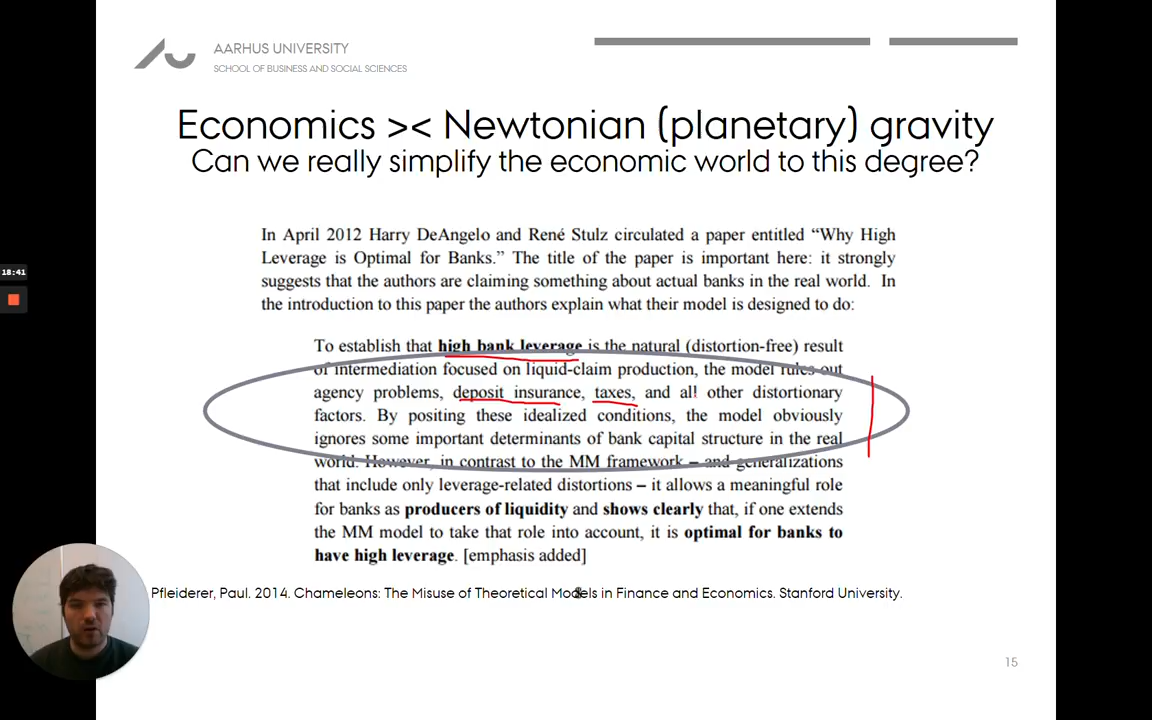 AARHUS UNIVERSITY
SCHOOL OF BUSINESS AND SOCIAL SCIENCES
Economics >< Newtonian (planetary) gravity
Can we really simplify the economic world to this degree?
In April 2012 Harry DeAngelo and René Stulz circulated a paper entitled “Why High
Leverage is Optimal for Banks.” The title of the paper is important here: it strongly
suggests that the authors are claiming something about actual banks in the real world. In
the introduction to this paper the authors explain what their model is designed to do:
18:41
To establish that high bank leverage is the natural (distortion-free) result
of intermediation focused on liquid-claim production, the model rules out
agency problems, deposit insurance, taxes, and all other distortionary
factors. By positing these idealized conditions, the model obviously
ignores some important determinants of bank capital structure in the real
world. However, in contrast to the MM framework – and generalizations
that include only leverage-related distortions – it allows a meaningful role
for banks as producers of liquidity and shows clearly that, if one extends
the MM model to take that role into account, it is optimal for banks to
have high leverage. [emphasis added]
Pfleiderer, Paul. 2014. Chameleons: The Misuse of Theoretical Models in Finance and Economics. Stanford University.
15